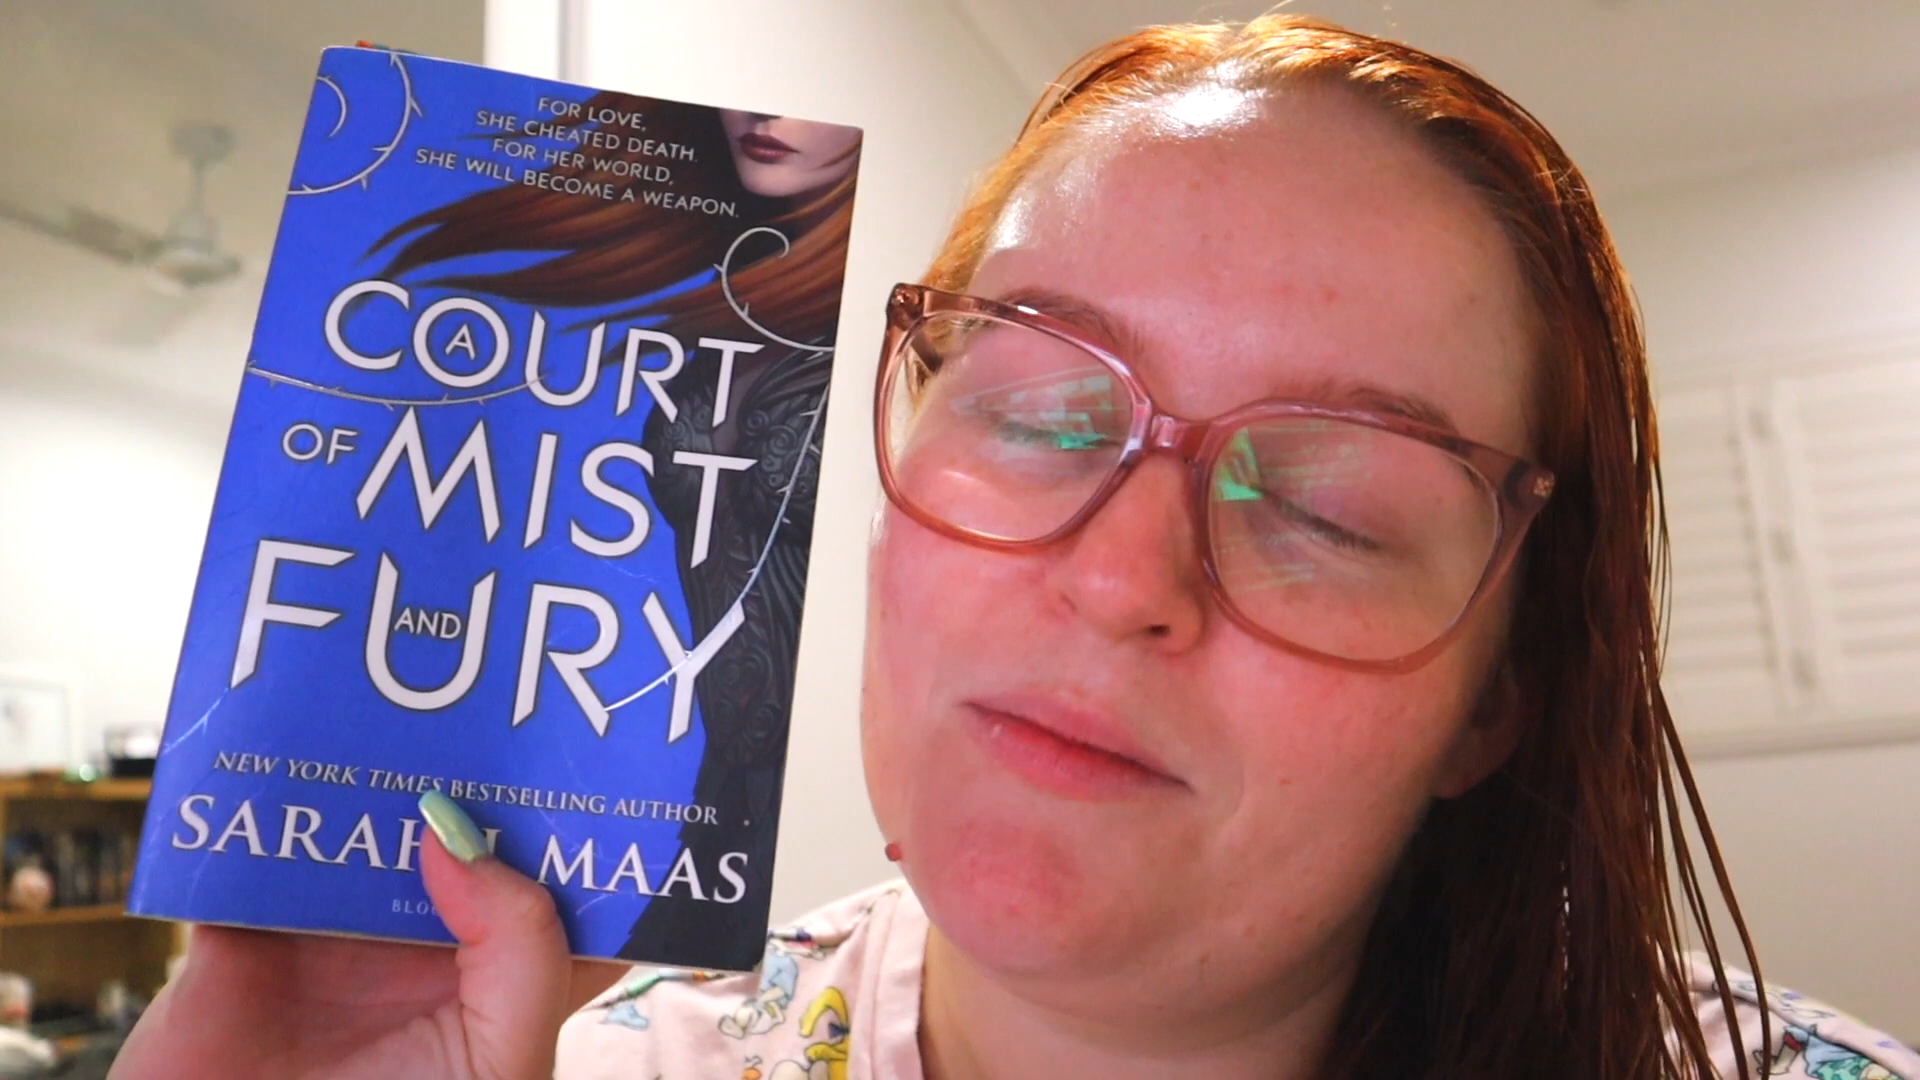 FOR LOVE,
SHE CHEATED DEATH.
FOR HER WORLD,
SHE WILL BECOME A WEAPON.
A COURT
OF MIST
AND FURY
NEW YORK TIMES BESTSELLING AUTHOR
SARAH J MAAS